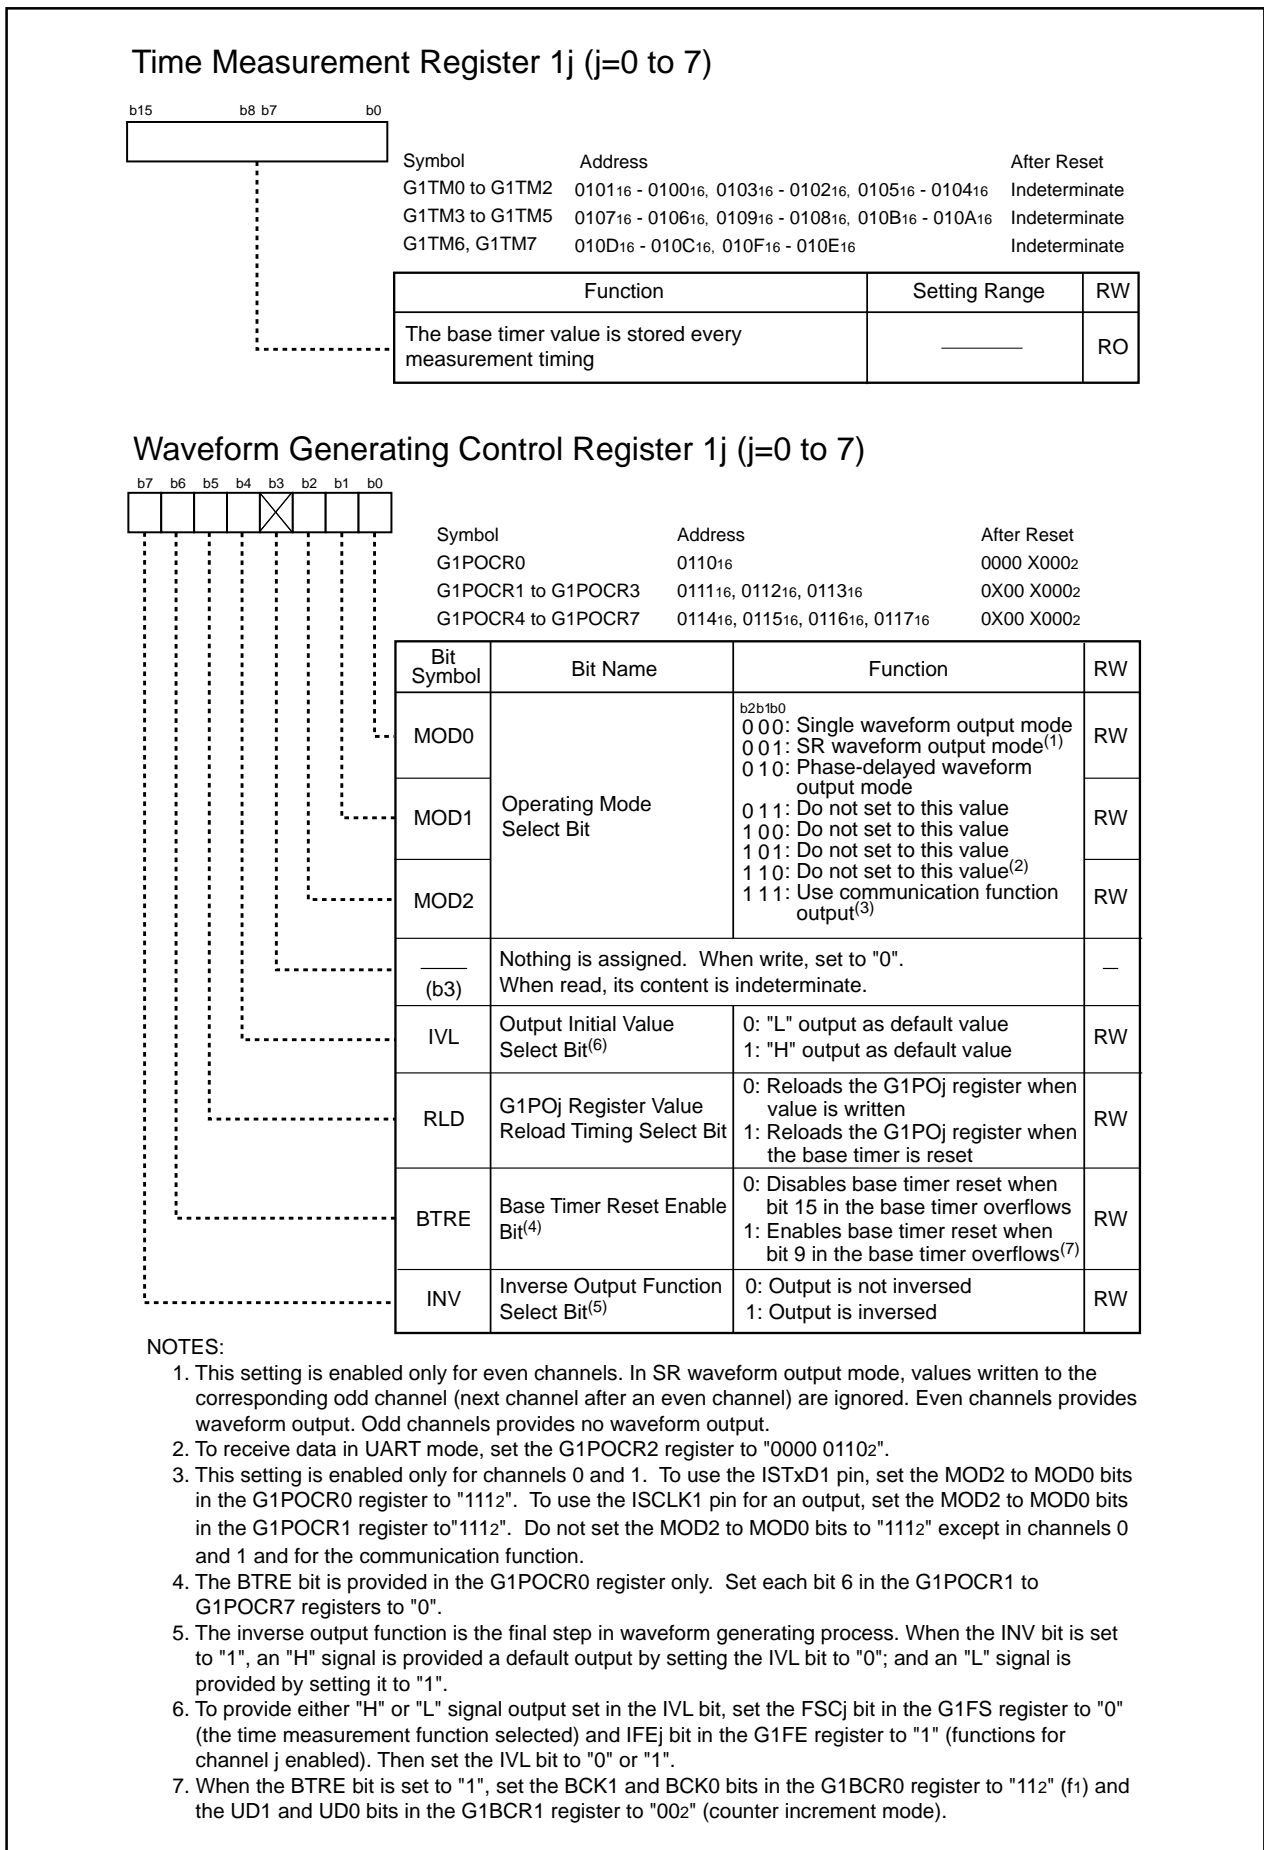 Time Measurement Register 1j (j=0 to 7)
b15 b8 b7 b0
Symbol Address After Reset
G1TM0 to G1TM2 010116 - 010016, 010316 - 010216, 010516 - 010416 Indeterminate
G1TM3 to G1TM5 010716 - 010616, 010916 - 010816, 010B16 - 010A16 Indeterminate
G1TM6, G1TM7 010D16 - 010C16, 010F16 - 010E16 Indeterminate
Function Setting Range RW
The base timer value is stored every
measurement timing
RO
Waveform Generating Control Register 1j (j=0 to 7)
b7 b6 b5 b4 b3 b2 b1 b0
Symbol Address After Reset
G1POCR0 011016 0000 X0002
G1POCR1 to G1POCR3 011116, 011216, 011316 0X00 X0002
G1POCR4 to G1POCR7 011416, 011516, 011616, 011716 0X00 X0002
Bit
Symbol
Bit Name
Function
RW
MOD0
RW
MOD1
RW
MOD2
RW
Operating Mode
Select Bit
b2b1b0
0 0 0: Single waveform output mode
0 0 1: SR waveform output mode(1)
0 1 0: Phase-delayed waveform
output mode
0 1 1: Do not set to this value
1 0 0: Do not set to this value
1 0 1: Do not set to this value
1 1 0: Do not set to this value(2)
1 1 1: Use communication function
output(3)
(b3)
Nothing is assigned. When write, set to "0".
When read, its content is indeterminate.
—
IVL
Output Initial Value
Select Bit(6)
0: "L" output as default value
1: "H" output as default value
RW
RLD
G1POj Register Value
Reload Timing Select Bit
0: Reloads the G1POj register when
value is written
1: Reloads the G1POj register when
the base timer is reset
RW
BTRE
Base Timer Reset Enable
Bit(4)
0: Disables base timer reset when
bit 15 in the base timer overflows
1: Enables base timer reset when
bit 9 in the base timer overflows(7)
RW
INV
Inverse Output Function
Select Bit(5)
0: Output is not inversed
1: Output is inversed
RW
NOTES:
1. This setting is enabled only for even channels. In SR waveform output mode, values written to the
corresponding odd channel (next channel after an even channel) are ignored. Even channels provides
waveform output. Odd channels provides no waveform output.
2. To receive data in UART mode, set the G1POCR2 register to "0000 01102".
3. This setting is enabled only for channels 0 and 1. To use the ISTxD1 pin, set the MOD2 to MOD0 bits
in the G1POCR0 register to "1112". To use the ISCLK1 pin for an output, set the MOD2 to MOD0 bits
in the G1POCR1 register to"1112". Do not set the MOD2 to MOD0 bits to "1112" except in channels 0
and 1 and for the communication function.
4. The BTRE bit is provided in the G1POCR0 register only. Set each bit 6 in the G1POCR1 to
G1POCR7 registers to "0".
5. The inverse output function is the final step in waveform generating process. When the INV bit is set
to "1", an "H" signal is provided a default output by setting the IVL bit to "0"; and an "L" signal is
provided by setting it to "1".
6. To provide either "H" or "L" signal output set in the IVL bit, set the FSCj bit in the G1FS register to "0"
(the time measurement function selected) and IFEj bit in the G1FE register to "1" (functions for
channel j enabled). Then set the IVL bit to "0" or "1".
7. When the BTRE bit is set to "1", set the BCK1 and BCK0 bits in the G1BCR0 register to "112" (f1) and
the UD1 and UD0 bits in the G1BCR1 register to "002" (counter increment mode).